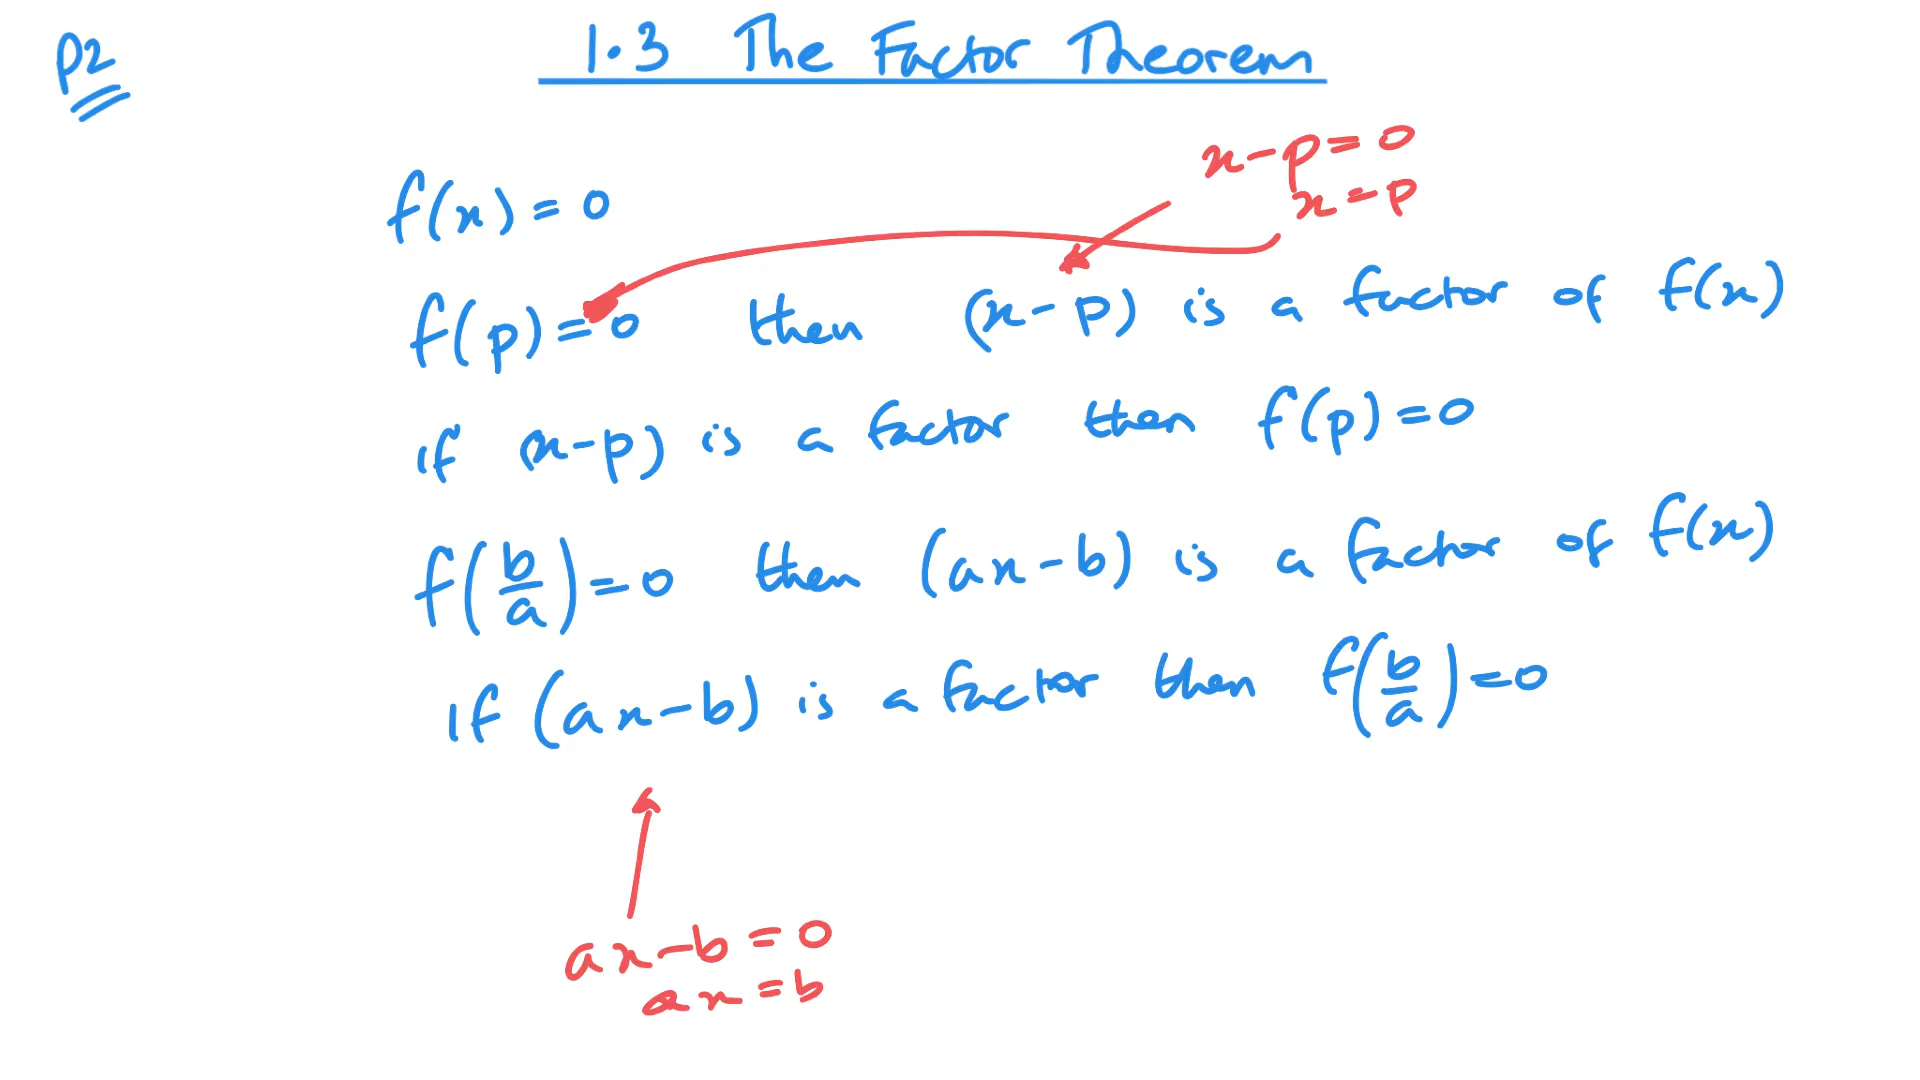 P2
1.3 The Factor Theorem
x-p=0
x=p
f(x)=0
f(p)=0 then (x-p) is a factor of f(x)
if (x-p) is a factor then f(p)=0
f(b/a)=0 then (ax-b) is a factor of f(x)
If (ax-b) is a factor then f(b/a)=0
ax-b=0
ax=b